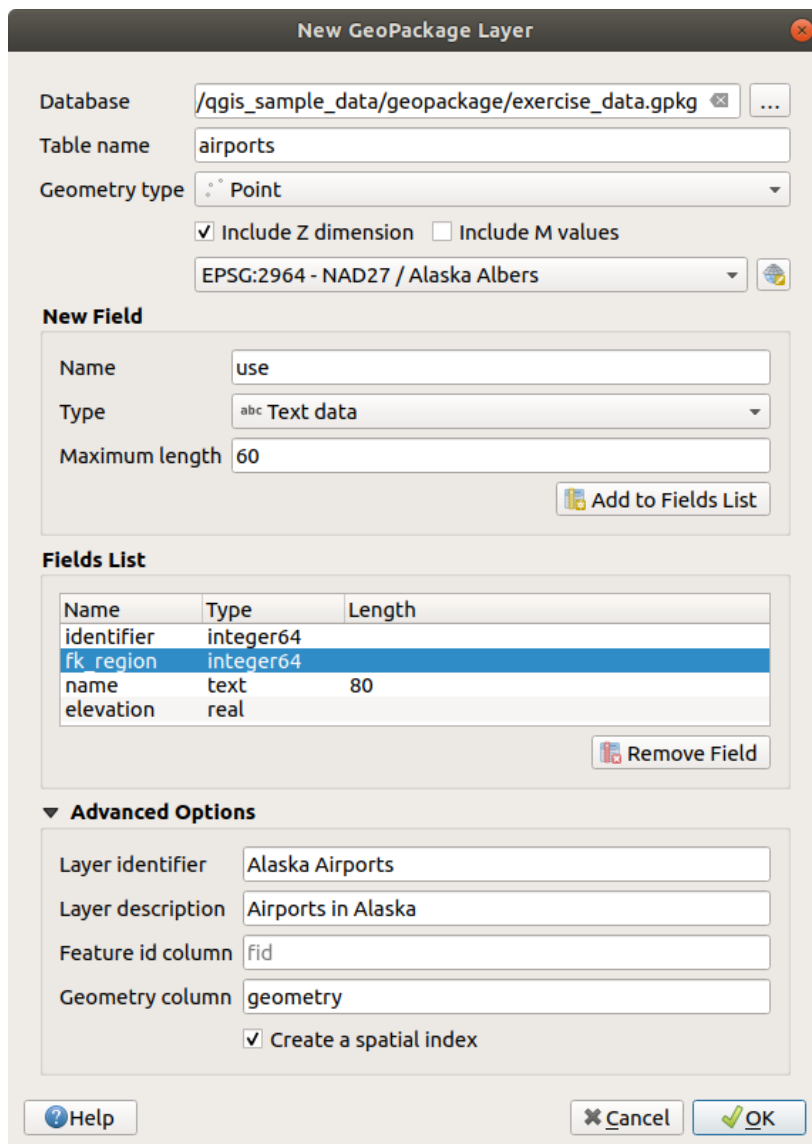 New GeoPackage Layer
Database /qgis_sample_data/geopackage/exercise_data.gpkg ...
Table name airports
Geometry type Point
Include Z dimension Include M values
EPSG:2964 - NAD27 / Alaska Albers
New Field
Name use
Type abc Text data
Maximum length 60
Add to Fields List
Fields List
Name Type Length
identifier integer64
fk_region integer64
name text 80
elevation real
Remove Field
Advanced Options
Layer identifier Alaska Airports
Layer description Airports in Alaska
Feature id column fid
Geometry column geometry
Create a spatial index
Help Cancel OK